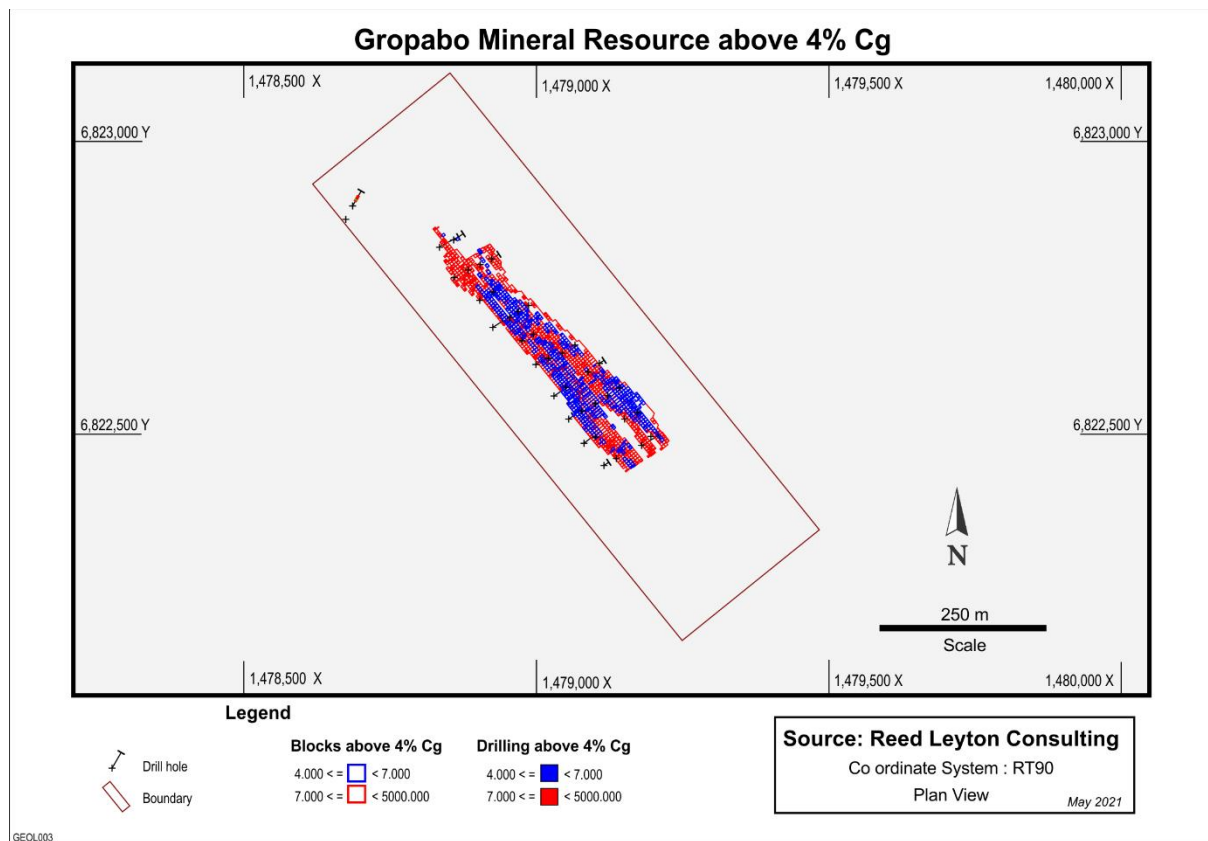 Gropabo Mineral Resource above 4% Cg
1,478,500 X
1,479,000 X
1,479,500 X
1,480,000 X
6,823,000 Y
6,823,000 Y
6,822,500 Y
6,822,500 Y
N
250 m
Scale
1,478,500 X
1,479,000 X
1,479,500 X
1,480,000 X
Legend
Drill hole
Boundary
Blocks above 4% Cg
4.000 < = < 7.000
7.000 < = < 5000.000
Drilling above 4% Cg
4.000 < = < 7.000
7.000 < = < 5000.000
Source: Reed Leyton Consulting
Co ordinate System : RT90
Plan View
May 2021
GEOL003